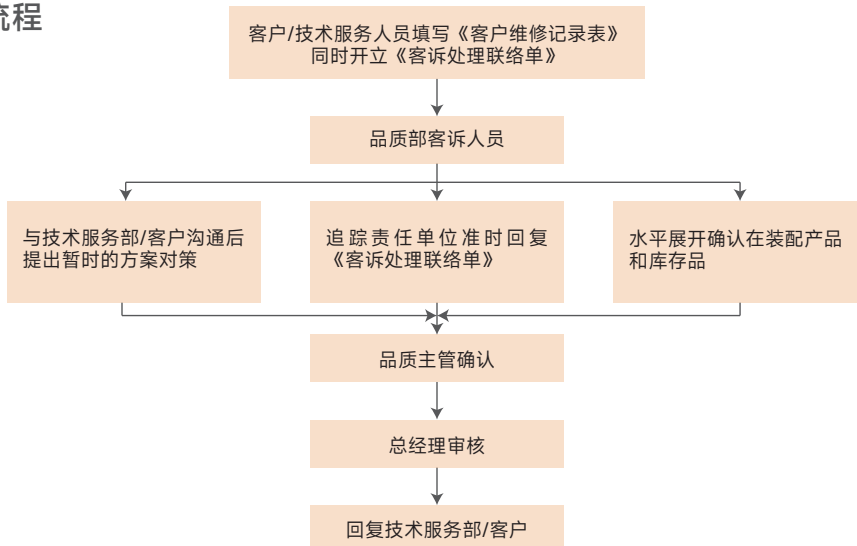 流程
客户/技术服务人员填写《客户维修记录表》
同时开立《客诉处理联络单》
品质部客诉人员
与技术服务部/客户沟通后
提出暂时的方案对策
追踪责任单位准时回复
《客诉处理联络单》
水平展开确认在装配产品
和库存品
品质主管确认
总经理审核
回复技术服务部/客户